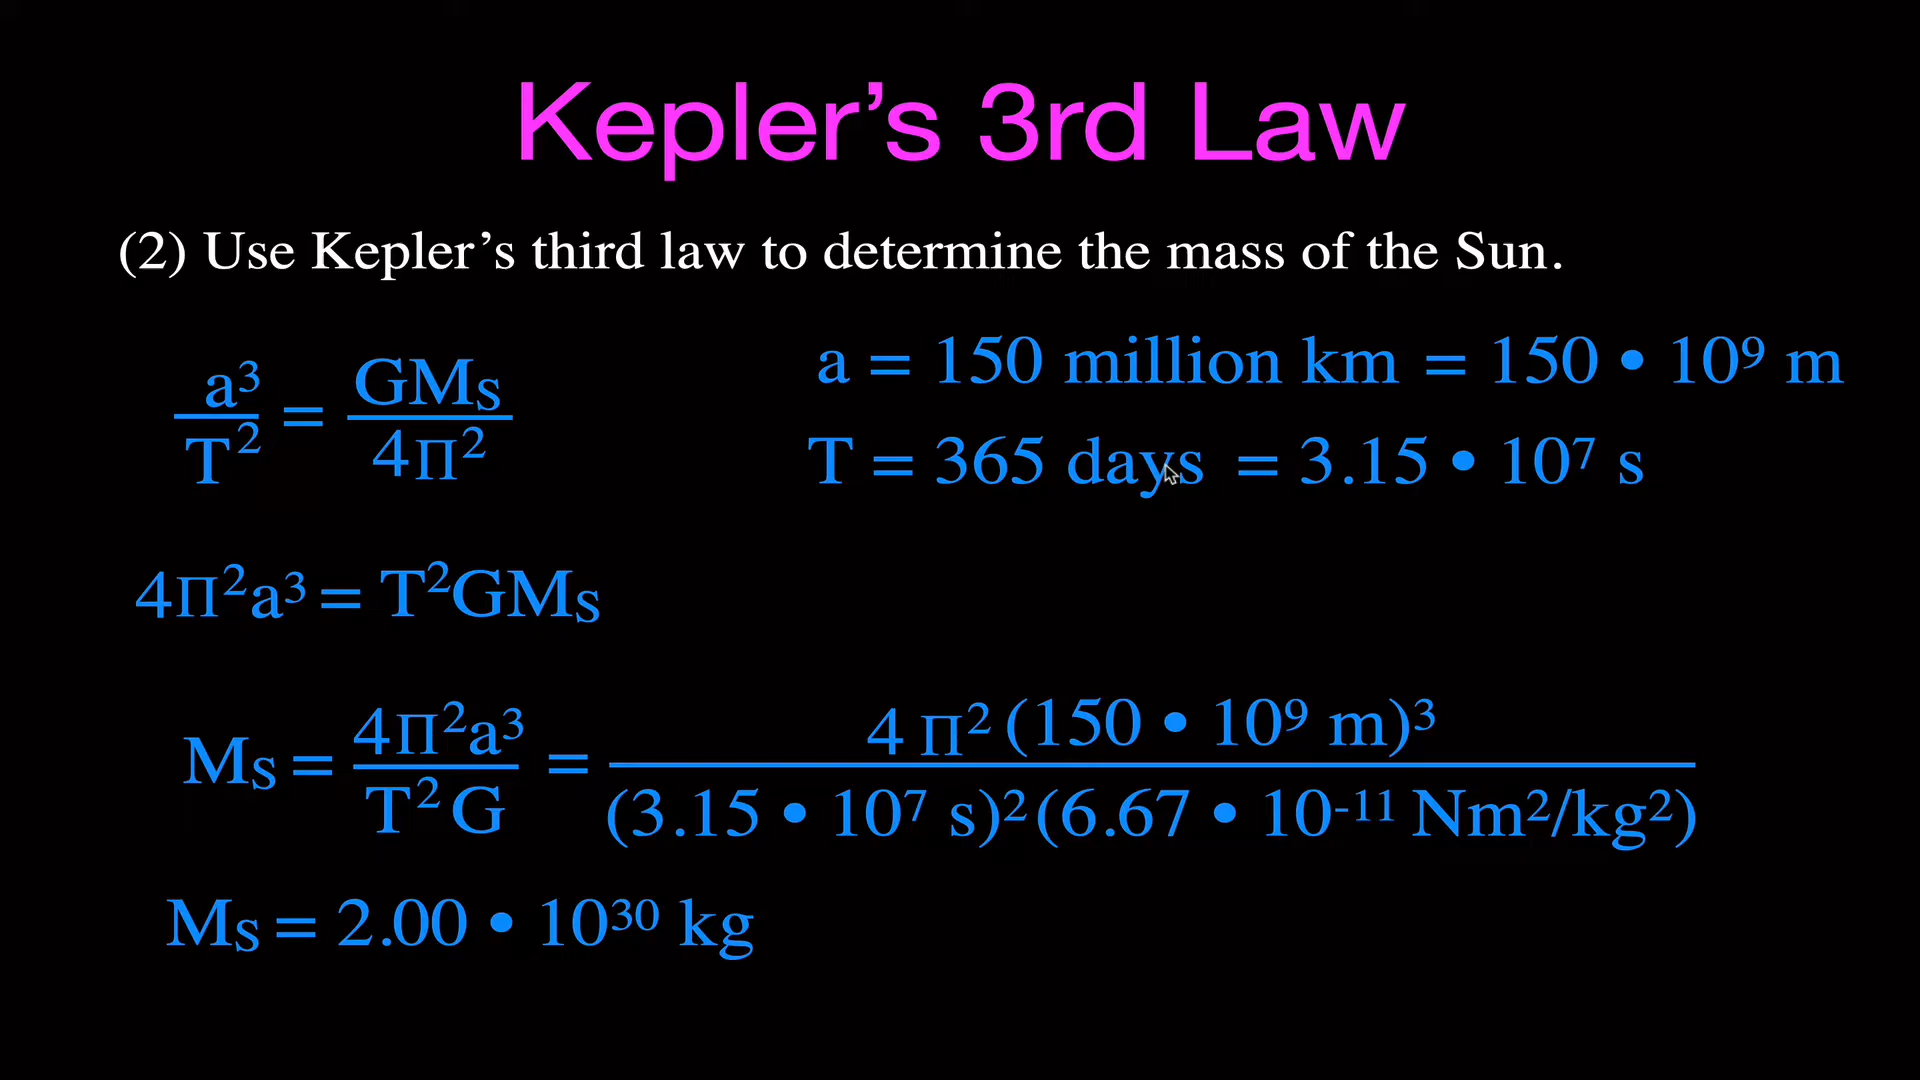 Kepler’s 3rd Law
(2) Use Kepler’s third law to determine the mass of the Sun.
a³/T² = GMₛ/4Π²
a = 150 million km = 150 • 10⁹ m
T = 365 days = 3.15 • 10⁷ s
4Π²a³ = T²GMₛ
Mₛ = 4Π²a³/T²G = 4 Π² (150 • 10⁹ m)³/(3.15 • 10⁷ s)²(6.67 • 10⁻¹¹ Nm²/kg²)
Mₛ = 2.00 • 10³⁰ kg